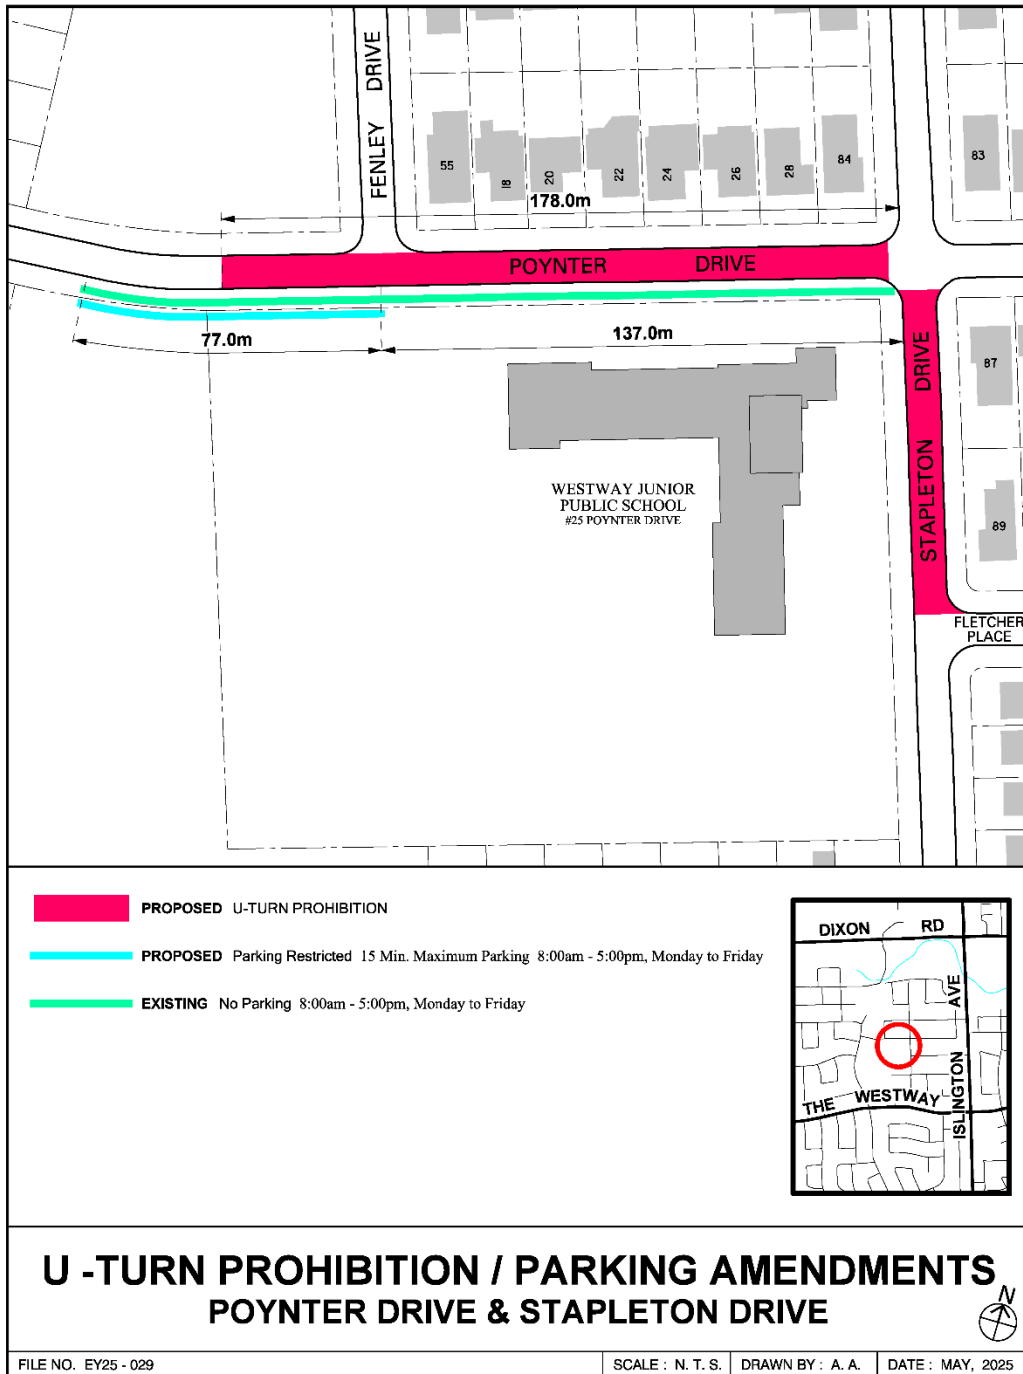 FENLEY DRIVE
55
18
20
22
24
26
28
84
83
178.0m
POYNTER DRIVE
77.0m
137.0m
STAPLETON DRIVE
87
89
WESTWAY JUNIOR
PUBLIC SCHOOL
#25 POYNTER DRIVE
FLETCHER
PLACE
PROPOSED U-TURN PROHIBITION
PROPOSED Parking Restricted 15 Min. Maximum Parking 8:00am - 5:00pm, Monday to Friday
EXISTING No Parking 8:00am - 5:00pm, Monday to Friday
DIXON RD
ISLINGTON AVE
THE WESTWAY
U -TURN PROHIBITION / PARKING AMENDMENTS
POYNTER DRIVE & STAPLETON DRIVE
N
FILE NO. EY25 - 029
SCALE : N. T. S.
DRAWN BY : A. A.
DATE : MAY, 2025